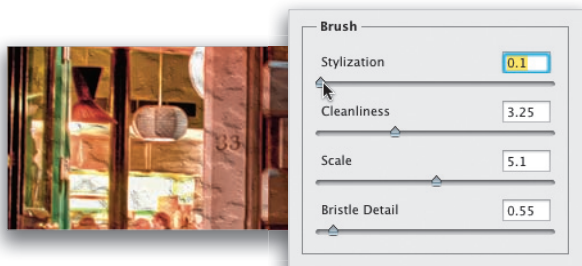 33
Brush
Stylization 0.1
Cleanliness 3.25
Scale 5.1
Bristle Detail 0.55